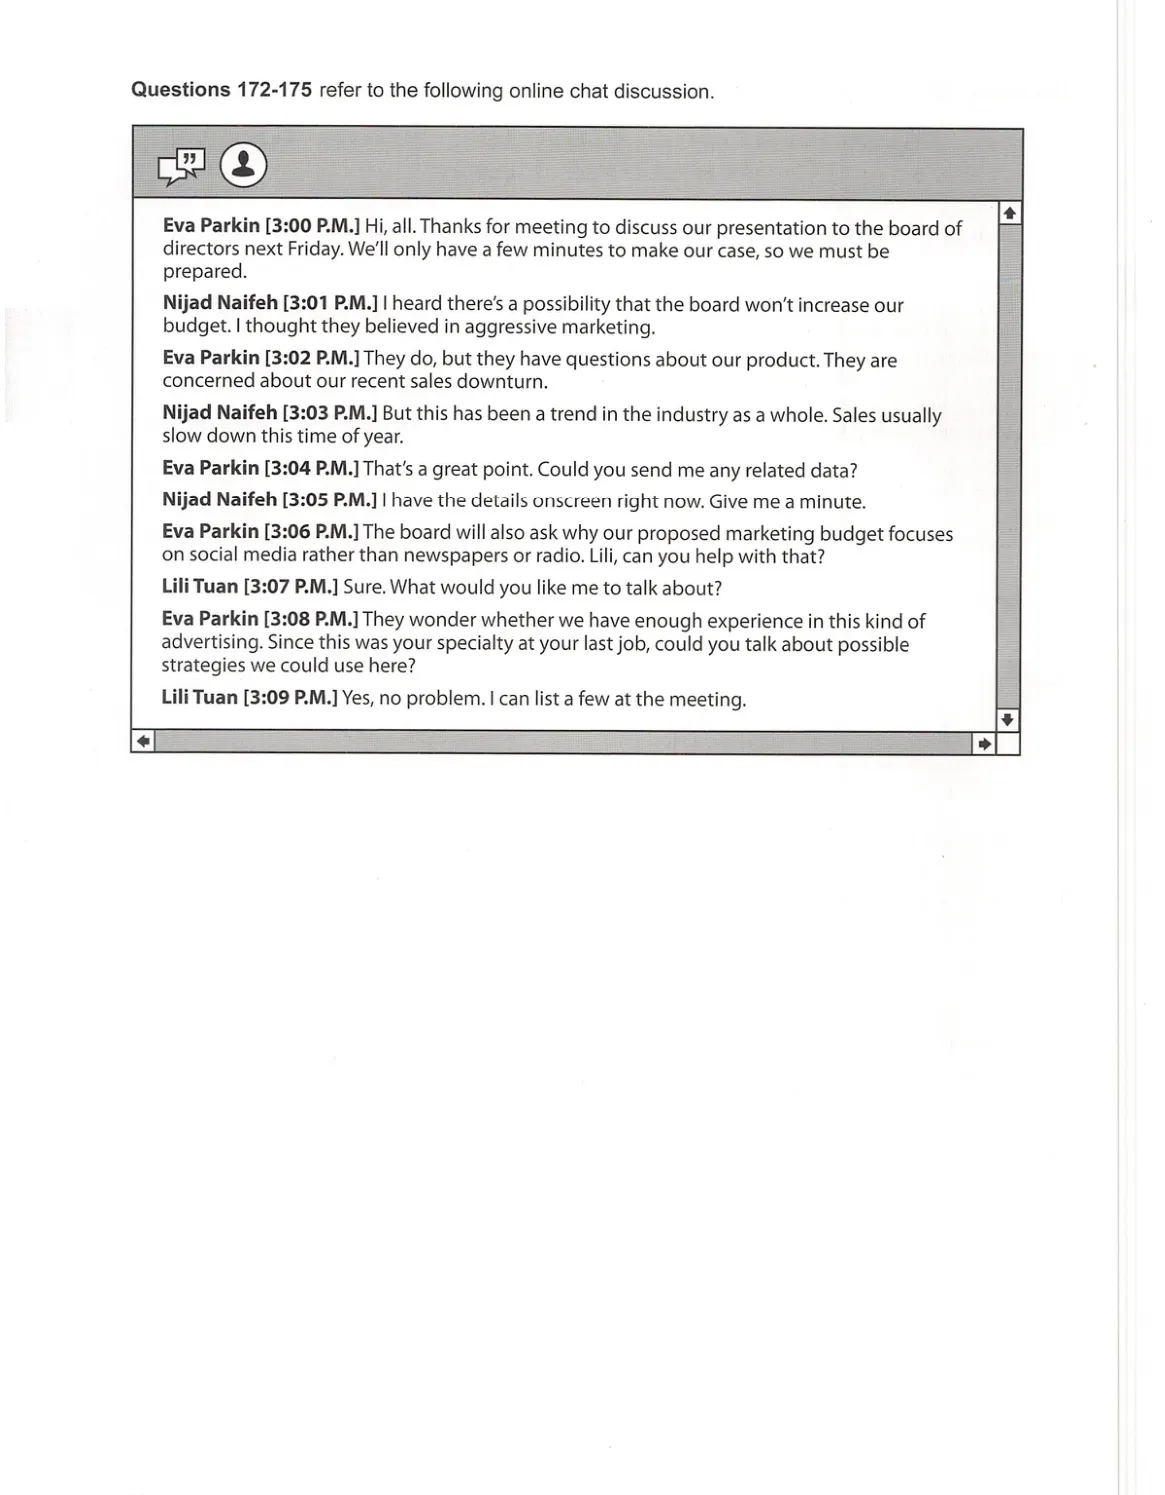 Questions 172-175 refer to the following online chat discussion.
Eva Parkin [3:00 P.M.] Hi, all. Thanks for meeting to discuss our presentation to the board of
directors next Friday. We'll only have a few minutes to make our case, so we must be
prepared.
Nijad Naifeh [3:01 P.M.] I heard there's a possibility that the board won't increase our
budget. I thought they believed in aggressive marketing.
Eva Parkin [3:02 P.M.] They do, but they have questions about our product. They are
concerned about our recent sales downturn.
Nijad Naifeh [3:03 P.M.] But this has been a trend in the industry as a whole. Sales usually
slow down this time of year.
Eva Parkin [3:04 P.M.] That's a great point. Could you send me any related data?
Nijad Naifeh [3:05 P.M.] I have the details onscreen right now. Give me a minute.
Eva Parkin [3:06 P.M.] The board will also ask why our proposed marketing budget focuses
on social media rather than newspapers or radio. Lili, can you help with that?
Lili Tuan [3:07 P.M.] Sure. What would you like me to talk about?
Eva Parkin [3:08 P.M.] They wonder whether we have enough experience in this kind of
advertising. Since this was your specialty at your last job, could you talk about possible
strategies we could use here?
Lili Tuan [3:09 P.M.] Yes, no problem. I can list a few at the meeting.